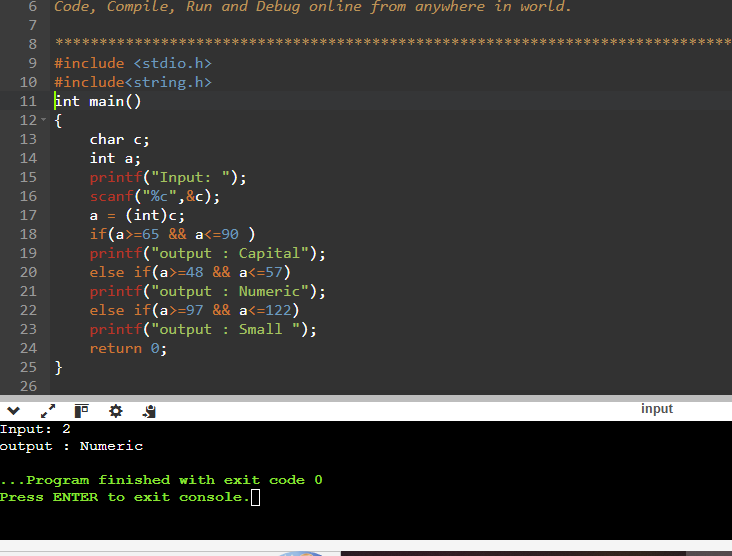 6 Code, Compile, Run and Debug online from anywhere in world.
7
8 *******************************************************************************
9 #include <stdio.h>
10 #include<string.h>
11 int main()
12 {
13 char c;
14 int a;
15 printf("Input: ");
16 scanf("%c",&c);
17 a = (int)c;
18 if(a>=65 && a<=90 )
19 printf("output : Capital");
20 else if(a>=48 && a<=57)
21 printf("output : Numeric");
22 else if(a>=97 && a<=122)
23 printf("output : Small ");
24 return 0;
25 }
26
input
Input: 2
output : Numeric
...Program finished with exit code 0
Press ENTER to exit console.